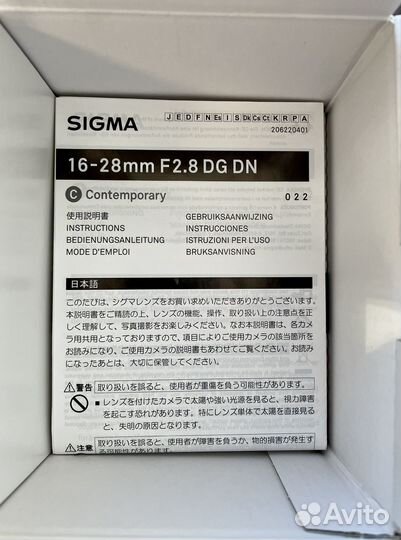 SIGMA
J E D F N Es I S Dk Cs Ct K R P A
206220401
16-28mm F2.8 DG DN
C Contemporary 022
使用説明書 GEBRUIKSAANWIJZING
INSTRUCTIONS INSTRUCCIONES
BEDIENUNGSANLEITUNG ISTRUZIONI PER L'USO
MODE D'EMPLOI BRUKSANVISNING
日本語
このたびは、シグマレンズをお買い求めいただきありがとうございます。
本説明書をご精読の上、レンズの機能、操作、取り扱い上の注意点を正
しく理解して、写真撮影をお楽しみください。なお本説明書は、各カメ
ラ用共用となっておりますので、項目によりご使用カメラの該当箇所を
お読みになり、ご使用カメラの説明書もあわせてご覧ください。お読み
になったあとは、大切に保管してください。
警告 取り扱いを誤ると、使用者が重傷を負う可能性があります。
レンズを付けたカメラで太陽や強い光源を見ると、視力障害
を起こす恐れがあります。特にレンズ単体で太陽を直接見る
と、失明の原因となります。
注意 取り扱いを誤ると、使用者が障害を負うか、物的損害が発生す
る可能性があります。
Avito